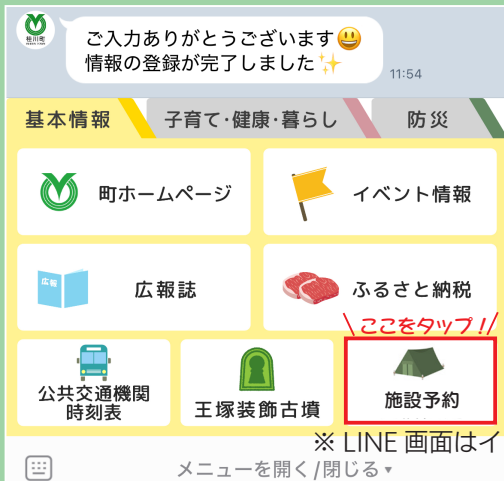 ご入力ありがとうございます😃
情報の登録が完了しました✨
桂川町
11:54
基本情報
子育て・健康・暮らし
防災
町ホームページ
イベント情報
広報
広報誌
ふるさと納税
\ここをタップ!/
公共交通機関
時刻表
王塚装飾古墳
施設予約
※ LINE 画面はイ
メニューを開く/閉じる▾